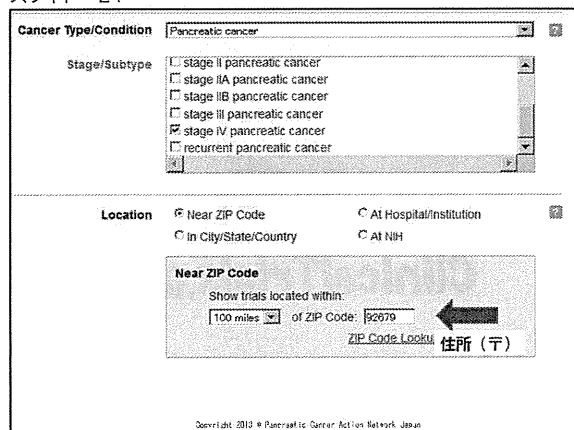 Cancer Type/Condition Pancreatic cancer
Stage/Subtype
stage II pancreatic cancer
stage IIA pancreatic cancer
stage IIB pancreatic cancer
stage III pancreatic cancer
stage IV pancreatic cancer
recurrent pancreatic cancer
Location Near ZIP Code At Hospital/Institution
In City/State/Country At NIH
Near ZIP Code
Show trials located within:
100 miles of ZIP Code: 92679
ZIP Code Looku
住所（〒）
Copyright 2013 © Pancreatic Cancer Action Network Japan